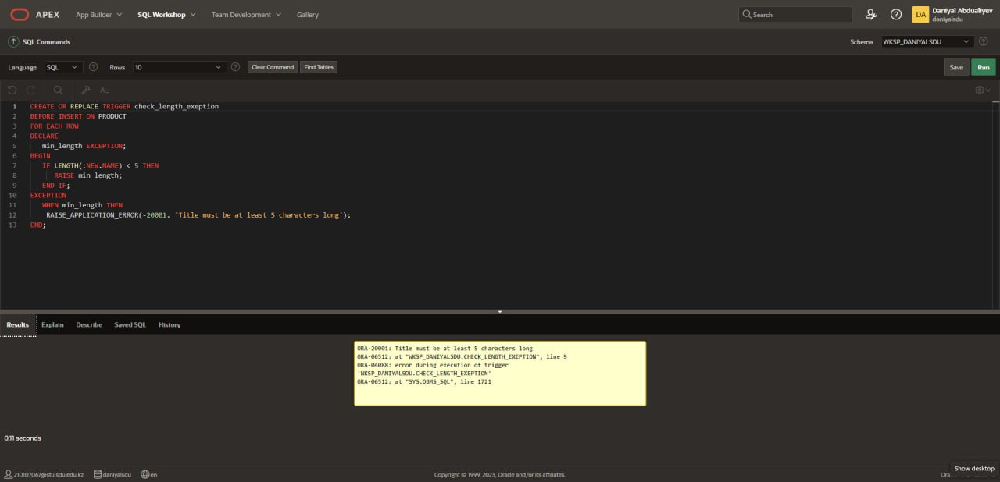 APEX App Builder SQL Workshop Team Development Gallery Search DA Daniyal Abdualiyev
daniyalsdu
SQL Commands Schema WKSP_DANIYALSDU
Language SQL Rows 10 Clear Command Find Tables Save Run
1 CREATE OR REPLACE TRIGGER check_length_exeption
2 BEFORE INSERT ON PRODUCT
3 FOR EACH ROW
4 DECLARE
5 min_length EXCEPTION;
6 BEGIN
7 IF LENGTH(:NEW.NAME) < 5 THEN
8 RAISE min_length;
9 END IF;
10 EXCEPTION
11 WHEN min_length THEN
12 RAISE_APPLICATION_ERROR(-20001, 'Title must be at least 5 characters long');
13 END;
Results Explain Describe Saved SQL History
ORA-20001: Title must be at least 5 characters long
ORA-06512: at "WKSP_DANIYALSDU.CHECK_LENGTH_EXEPTION", line 9
ORA-04088: error during execution of trigger
'WKSP_DANIYALSDU.CHECK_LENGTH_EXEPTION'
ORA-06512: at "SYS.DBMS_SQL", line 1721
0.11 seconds
210107067@stu.sdu.edu.kz daniyalsdu en Copyright © 1999, 2023, Oracle and/or its affiliates.
Show desktop